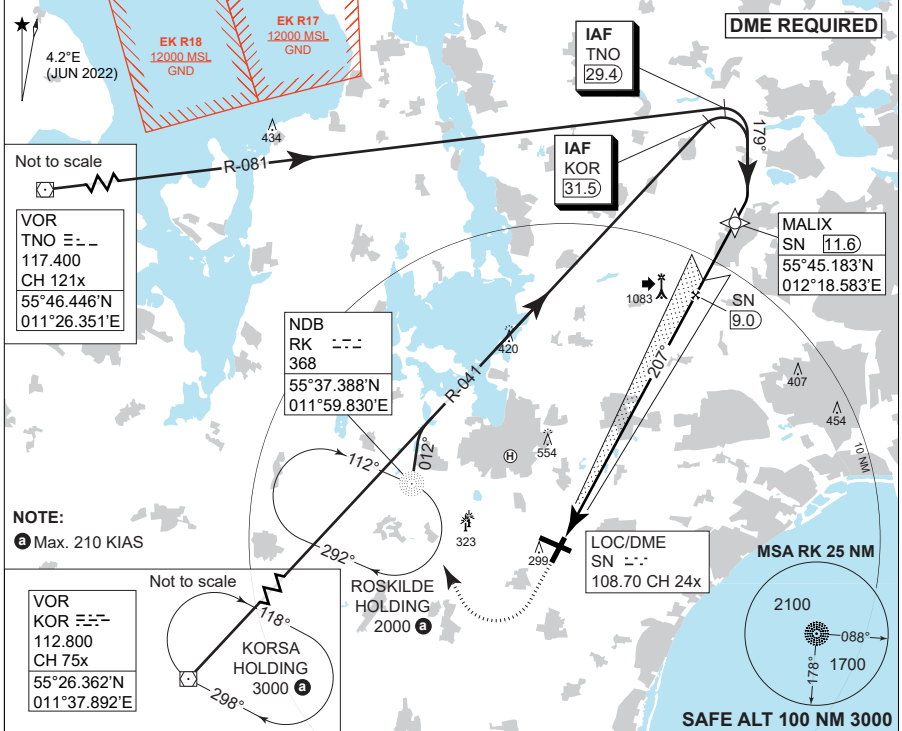 DME REQUIRED
4.2°E
(JUN 2022)
EK R18
12000 MSL
GND
EK R17
12000 MSL
GND
IAF
TNO
29.4
IAF
KOR
31.5
434
R-081
179°
Not to scale
VOR
TNO
117.400
CH 121x
55°46.446'N
011°26.351'E
MALIX
SN 11.6
55°45.183'N
012°18.583'E
1083
SN
9.0
NDB
RK
368
55°37.388'N
011°59.830'E
420
R-041
207°
407
454
10 NM
012°
112°
H
554
292°
323
299
NOTE:
a Max. 210 KIAS
ROSKILDE
HOLDING
2000 a
LOC/DME
SN
108.70 CH 24x
Not to scale
VOR
KOR
112.800
CH 75x
55°26.362'N
011°37.892'E
118°
KORSA
HOLDING
3000 a
298°
MSA RK 25 NM
2100
088°
178°
1700
SAFE ALT 100 NM 3000